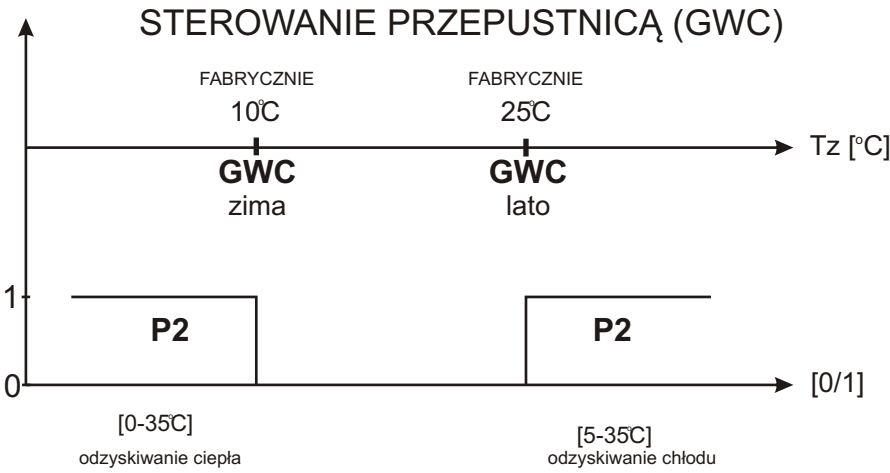 STEROWANIE PRZEPUSTNICĄ (GWC)
FABRYCZNIE
10°C
FABRYCZNIE
25°C
Tz [°C]
GWC
zima
GWC
lato
1
P2
P2
0
[0/1]
[0-35°C]
odzyskiwanie ciepła
[5-35°C]
odzyskiwanie chłodu